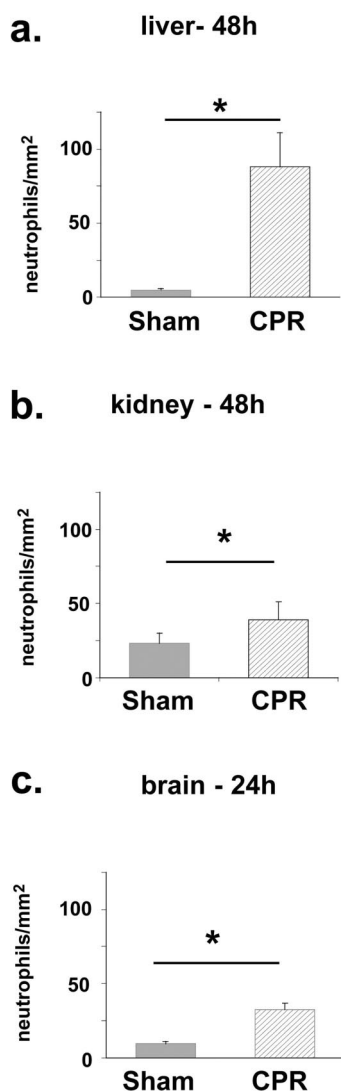 a.
liver- 48h
*
neutrophils/mm²
100
50
0
Sham CPR
b.
kidney - 48h
*
neutrophils/mm²
100
50
0
Sham CPR
c.
brain - 24h
*
neutrophils/mm²
100
50
0
Sham CPR